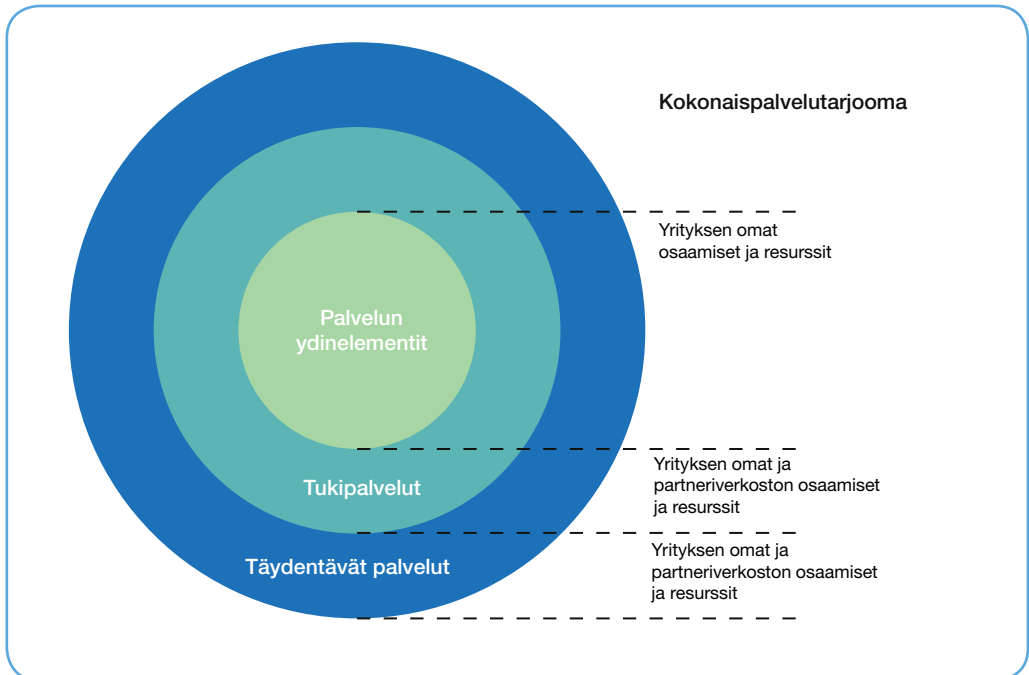 Kokonaispalvelutarjooma
Yrityksen omat
osaamiset ja resurssit
Palvelun
ydinelementit
Yrityksen omat ja
partneriverkoston osaamiset
ja resurssit
Tukipalvelut
Yrityksen omat ja
partneriverkoston osaamiset
ja resurssit
Täydentävät palvelut